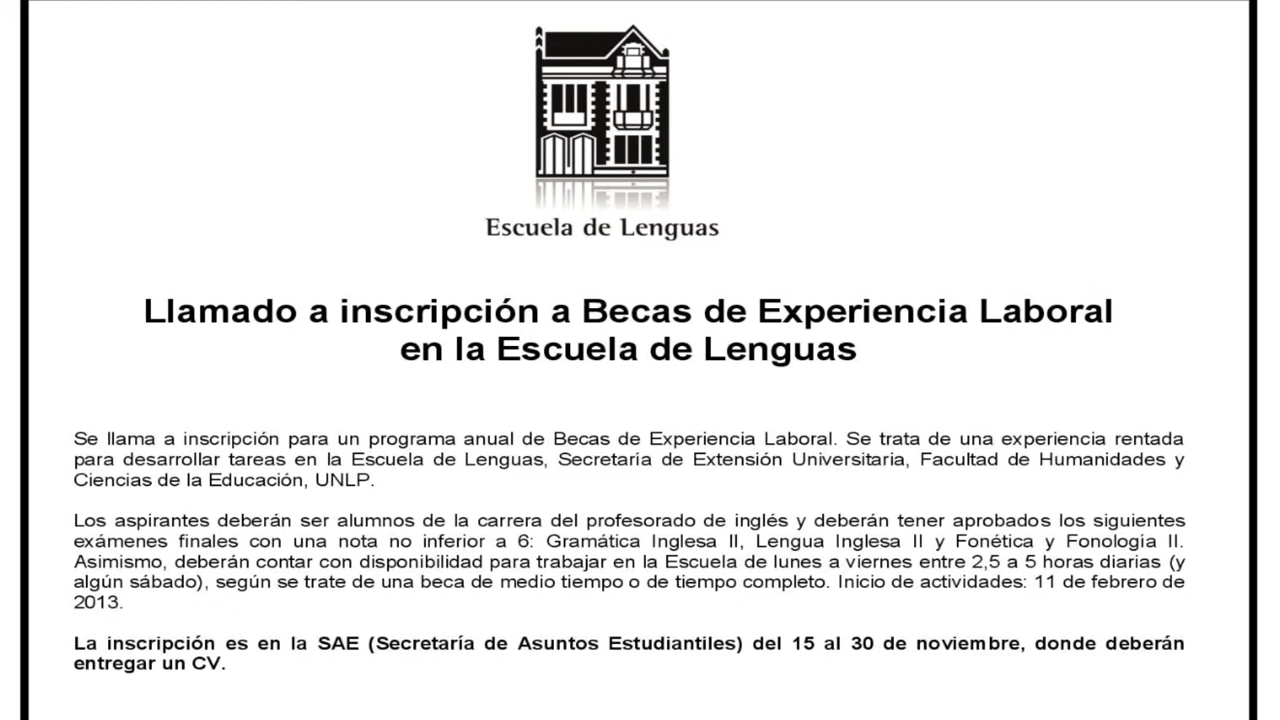 Escuela de Lenguas
Llamado a inscripción a Becas de Experiencia Laboral
en la Escuela de Lenguas
Se llama a inscripción para un programa anual de Becas de Experiencia Laboral. Se trata de una experiencia rentada
para desarrollar tareas en la Escuela de Lenguas, Secretaría de Extensión Universitaria, Facultad de Humanidades y
Ciencias de la Educación, UNLP.
Los aspirantes deberán ser alumnos de la carrera del profesorado de inglés y deberán tener aprobados los siguientes
exámenes finales con una nota no inferior a 6: Gramática Inglesa II, Lengua Inglesa II y Fonética y Fonología II.
Asimismo, deberán contar con disponibilidad para trabajar en la Escuela de lunes a viernes entre 2,5 a 5 horas diarias (y
algún sábado), según se trate de una beca de medio tiempo o de tiempo completo. Inicio de actividades: 11 de febrero de
2013.
La inscripción es en la SAE (Secretaría de Asuntos Estudiantiles) del 15 al 30 de noviembre, donde deberán
entregar un CV.